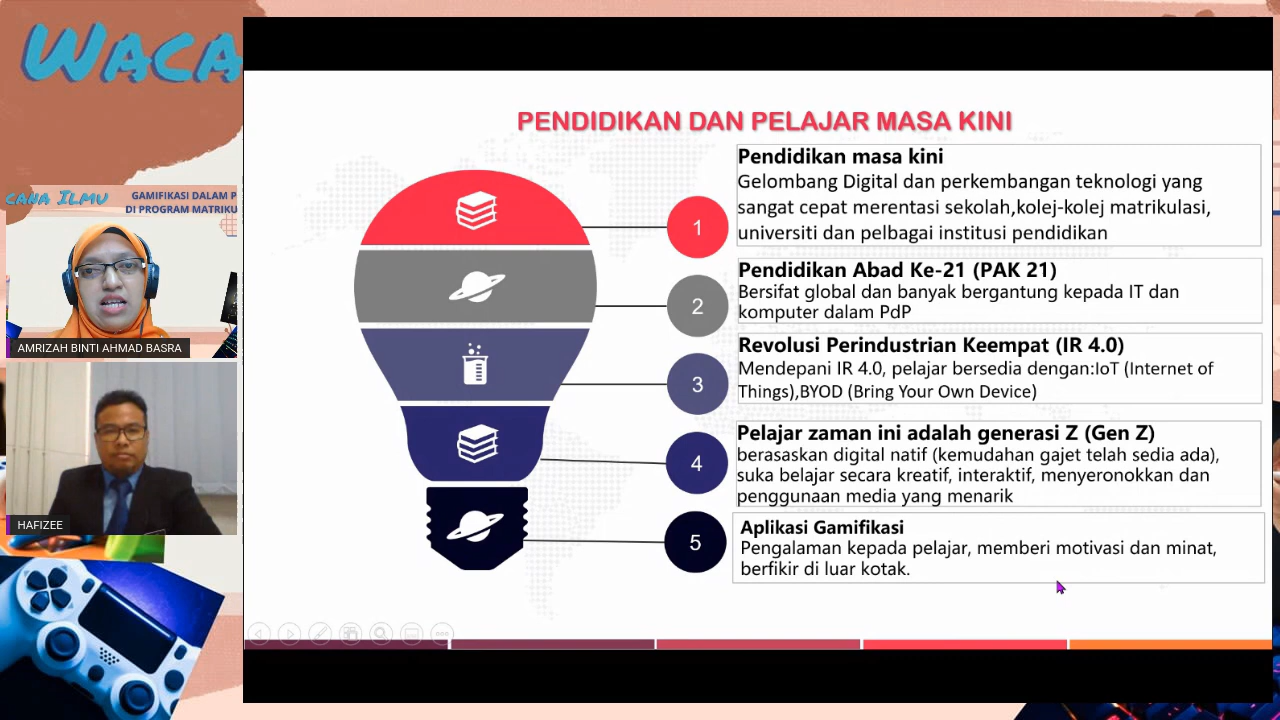 WACA
CANA ILMU
GAMIFIKASI DALAM P
DI PROGRAM MATRIKU
AMRIZAH BINTI AHMAD BASRA
HAFIZEE
PENDIDIKAN DAN PELAJAR MASA KINI
1
Pendidikan masa kini
Gelombang Digital dan perkembangan teknologi yang
sangat cepat merentasi sekolah,kolej-kolej matrikulasi,
universiti dan pelbagai institusi pendidikan
2
Pendidikan Abad Ke-21 (PAK 21)
Bersifat global dan banyak bergantung kepada IT dan
komputer dalam PdP
3
Revolusi Perindustrian Keempat (IR 4.0)
Mendepani IR 4.0, pelajar bersedia dengan:IoT (Internet of
Things),BYOD (Bring Your Own Device)
4
Pelajar zaman ini adalah generasi Z (Gen Z)
berasaskan digital natif (kemudahan gajet telah sedia ada),
suka belajar secara kreatif, interaktif, menyeronokkan dan
penggunaan media yang menarik
5
Aplikasi Gamifikasi
Pengalaman kepada pelajar, memberi motivasi dan minat,
berfikir di luar kotak.